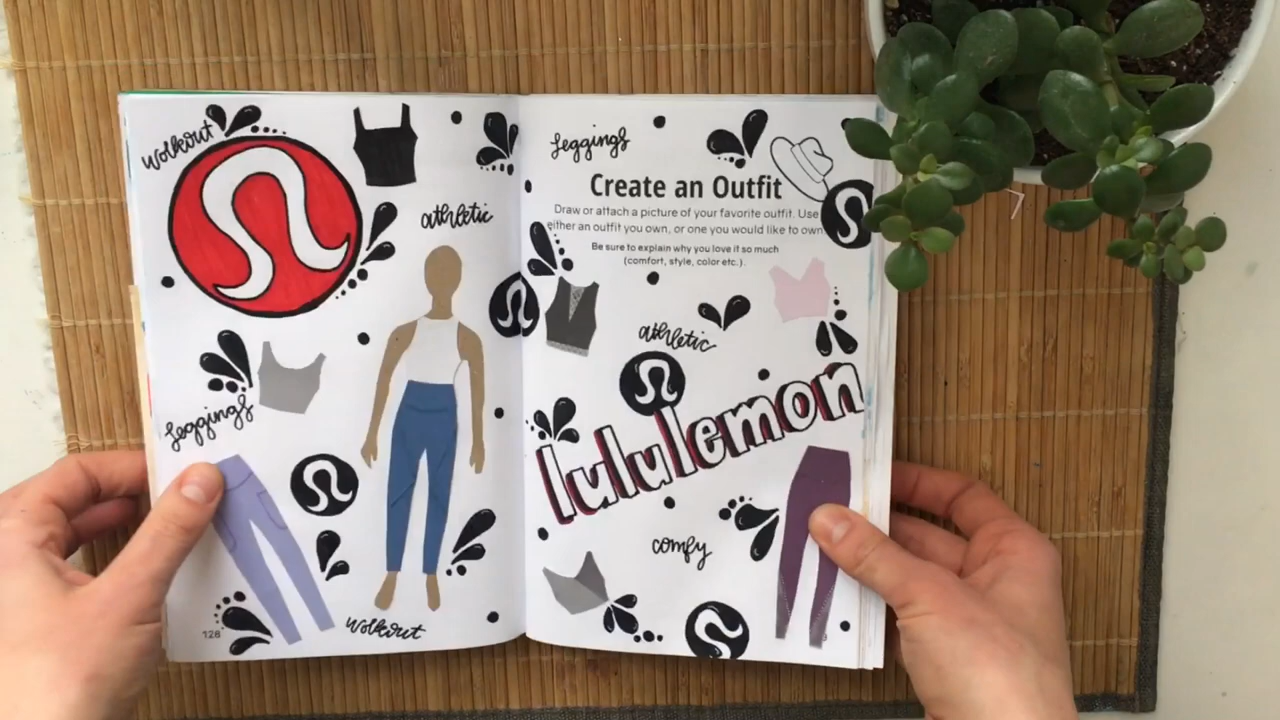 workout
athletic
leggings
128
workout
leggings
Create an Outfit
Draw or attach a picture of your favorite outfit. Use
either an outfit you own, or one you would like to own.
Be sure to explain why you love it so much
(comfort, style, color etc.).
athletic
lululemon
comfy